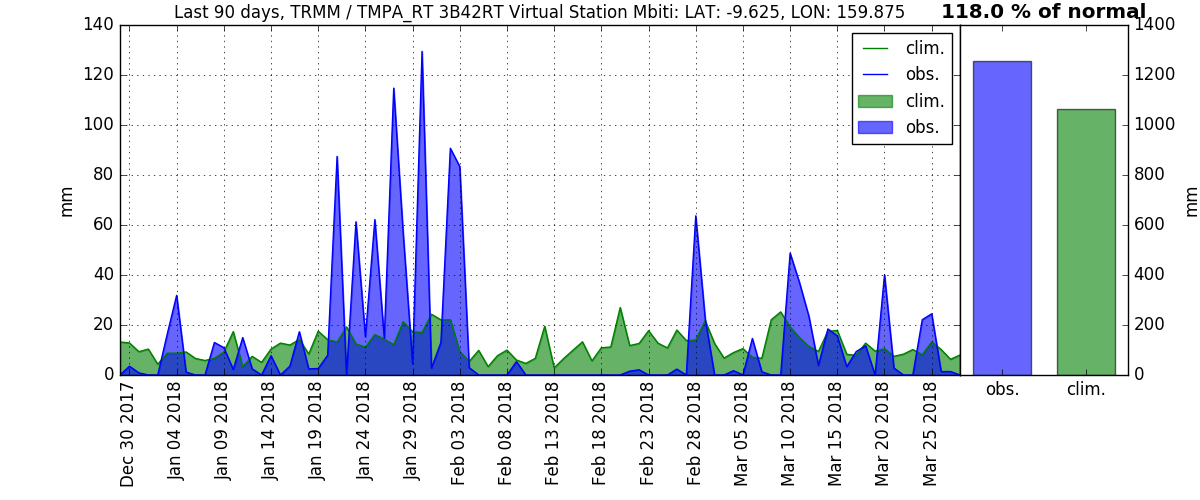 Last 90 days, TRMM / TMPA_RT 3B42RT Virtual Station Mbiti: LAT: -9.625, LON: 159.875
118.0 % of normal
140
120
100
80
60
40
20
0
mm
clim.
obs.
clim.
obs.
1400
1200
1000
800
600
400
200
0
mm
Dec 30 2017
Jan 04 2018
Jan 09 2018
Jan 14 2018
Jan 19 2018
Jan 24 2018
Jan 29 2018
Feb 03 2018
Feb 08 2018
Feb 13 2018
Feb 18 2018
Feb 23 2018
Feb 28 2018
Mar 05 2018
Mar 10 2018
Mar 15 2018
Mar 20 2018
Mar 25 2018
obs.
clim.